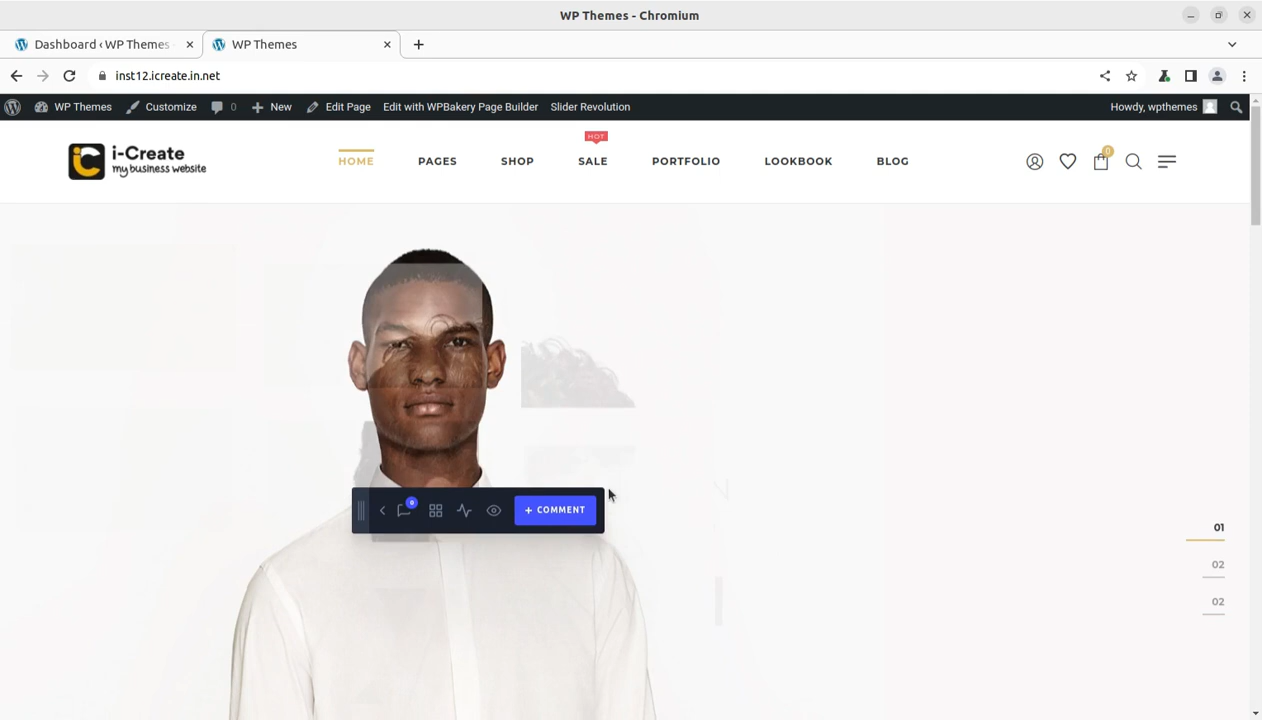 WP Themes - Chromium
Dashboard ‹ WP Themes
WP Themes
inst12.icreate.in.net
WP Themes Customize 0 New Edit Page Edit with WPBakery Page Builder Slider Revolution Howdy, wpthemes
HOT
i-Create
my business website
HOME PAGES SHOP SALE PORTFOLIO LOOKBOOK BLOG
0
0
+ COMMENT
01
02
02